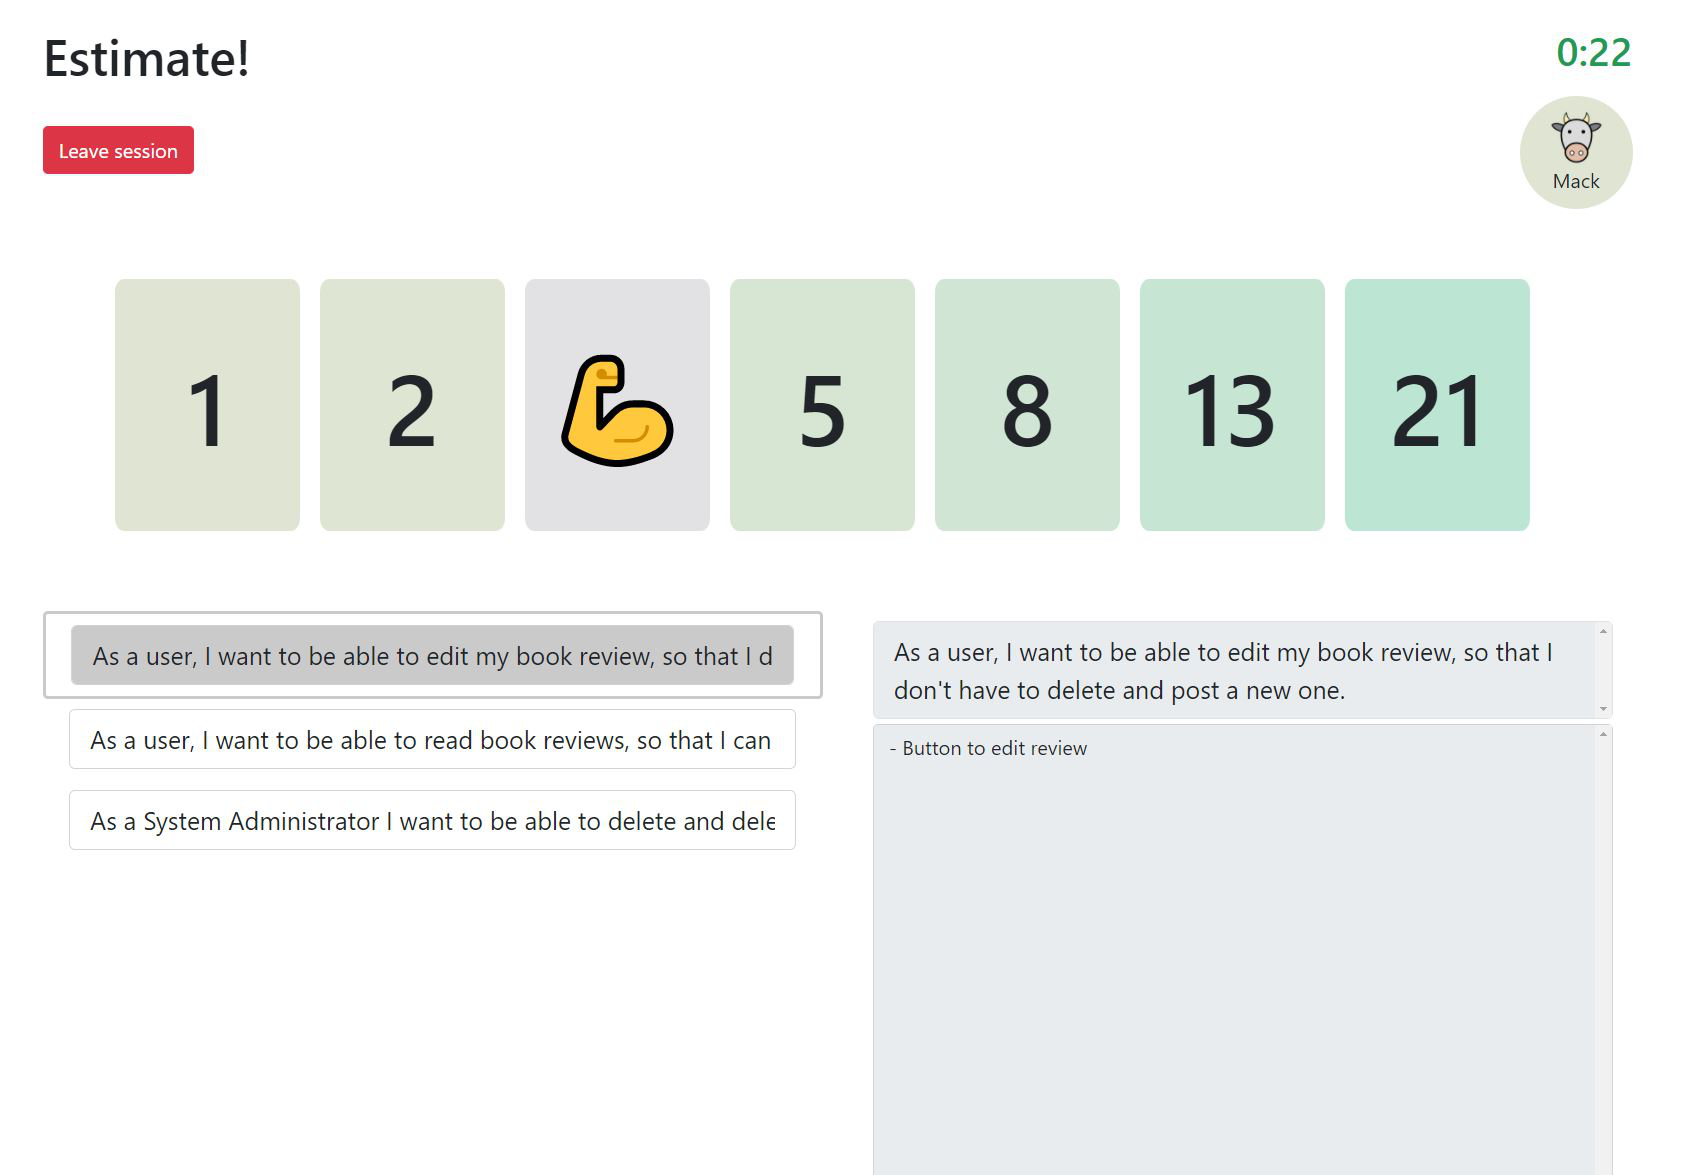 Estimate!
0:22
Leave session
Mack
1
2
5
8
13
21
As a user, I want to be able to edit my book review, so that I d
As a user, I want to be able to read book reviews, so that I can
As a System Administrator I want to be able to delete and dele
As a user, I want to be able to edit my book review, so that I
don't have to delete and post a new one.
- Button to edit review